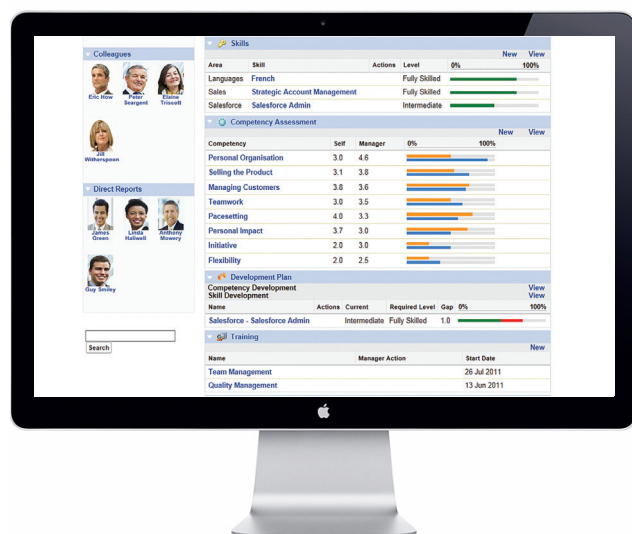 Colleagues
Eric How
Peter Seargent
Elaine Trissett
Jill Witherspoon
Direct Reports
James Green
Linda Haliwell
Anthony Mowery
Guy Smiley
Search
Skills
New View
Area Skill Actions Level 0% 100%
Languages French Fully Skilled
Sales Strategic Account Management Fully Skilled
Salesforce Salesforce Admin Intermediate
Competency Assessment
New View
Competency Self Manager 0% 100%
Personal Organisation 3.0 4.6
Selling the Product 3.1 3.8
Managing Customers 3.8 3.6
Teamwork 3.0 3.5
Pacesetting 4.0 3.3
Personal Impact 3.7 3.0
Initiative 2.0 3.0
Flexibility 2.0 2.5
Development Plan
Competency Development View
Skill Development View
Name Actions Current Required Level Gap 0% 100%
Salesforce - Salesforce Admin Intermediate Fully Skilled 1.0
Training
New
Name Manager Action Start Date
Team Management 26 Jul 2011
Quality Management 13 Jun 2011